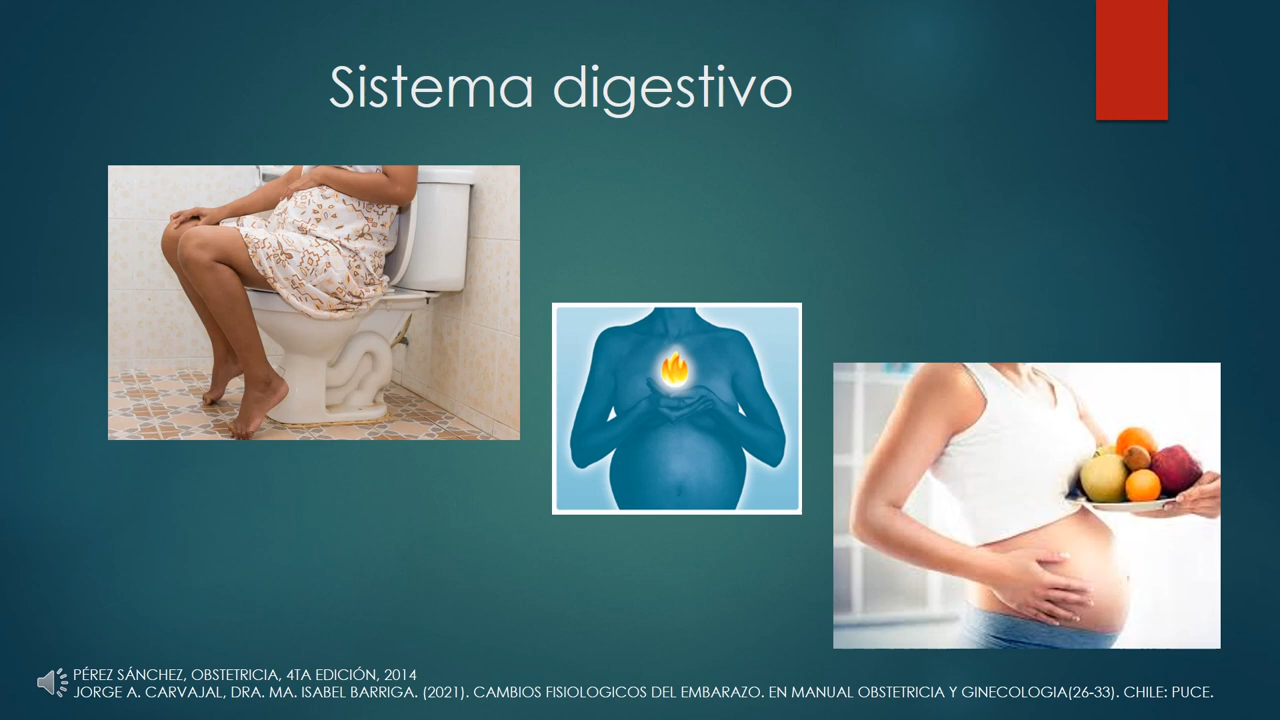 Sistema digestivo
PÉREZ SÁNCHEZ, OBSTETRICIA, 4TA EDICIÓN, 2014
JORGE A. CARVAJAL, DRA. MA. ISABEL BARRIGA. (2021). CAMBIOS FISIOLOGICOS DEL EMBARAZO. EN MANUAL OBSTETRICIA Y GINECOLOGIA(26-33). CHILE: PUCE.